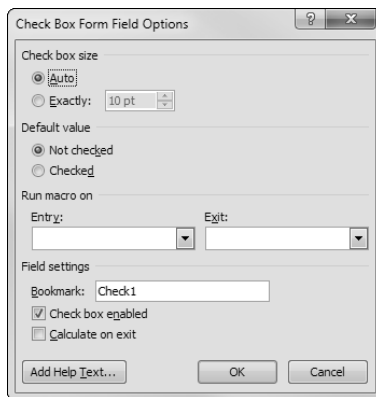 Check Box Form Field Options
Check box size
Auto
Exactly: 10 pt
Default value
Not checked
Checked
Run macro on
Entry: Exit:
Field settings
Bookmark: Check1
Check box enabled
Calculate on exit
Add Help Text... OK Cancel